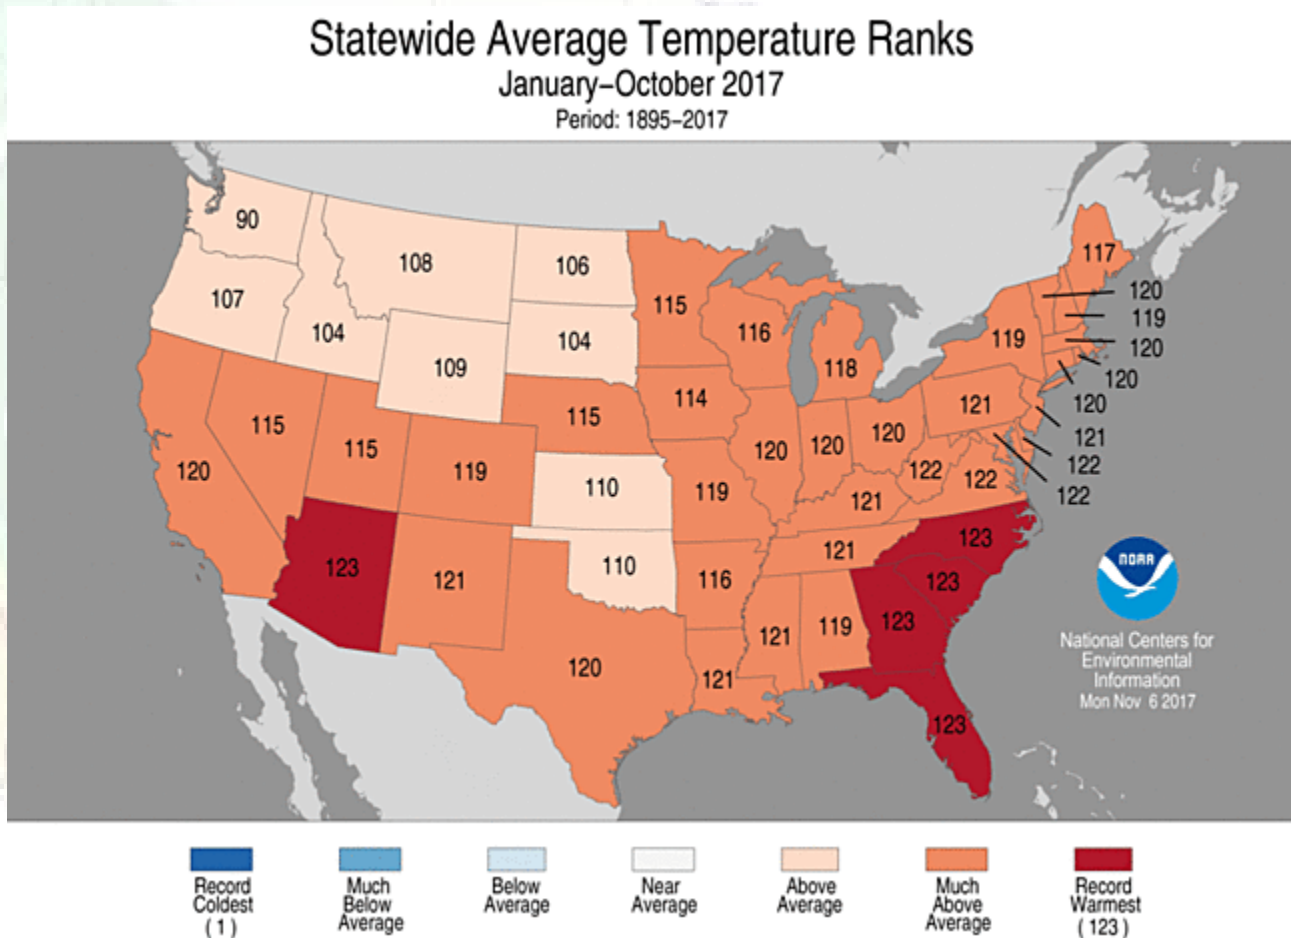 Statewide Average Temperature Ranks
January–October 2017
Period: 1895–2017
90
108
106
107
104
104
109
115
116
118
117
120
119
120
120
120
121
122
122
119
115
114
115
115
119
120
110
119
120
120
120
121
122
122
121
123
121
110
116
121
123
123
123
121
119
120
121
123
NOAA
National Centers for
Environmental
Information
Mon Nov 6 2017
Record
Coldest
( 1 )
Much
Below
Average
Below
Average
Near
Average
Above
Average
Much
Above
Average
Record
Warmest
( 123 )